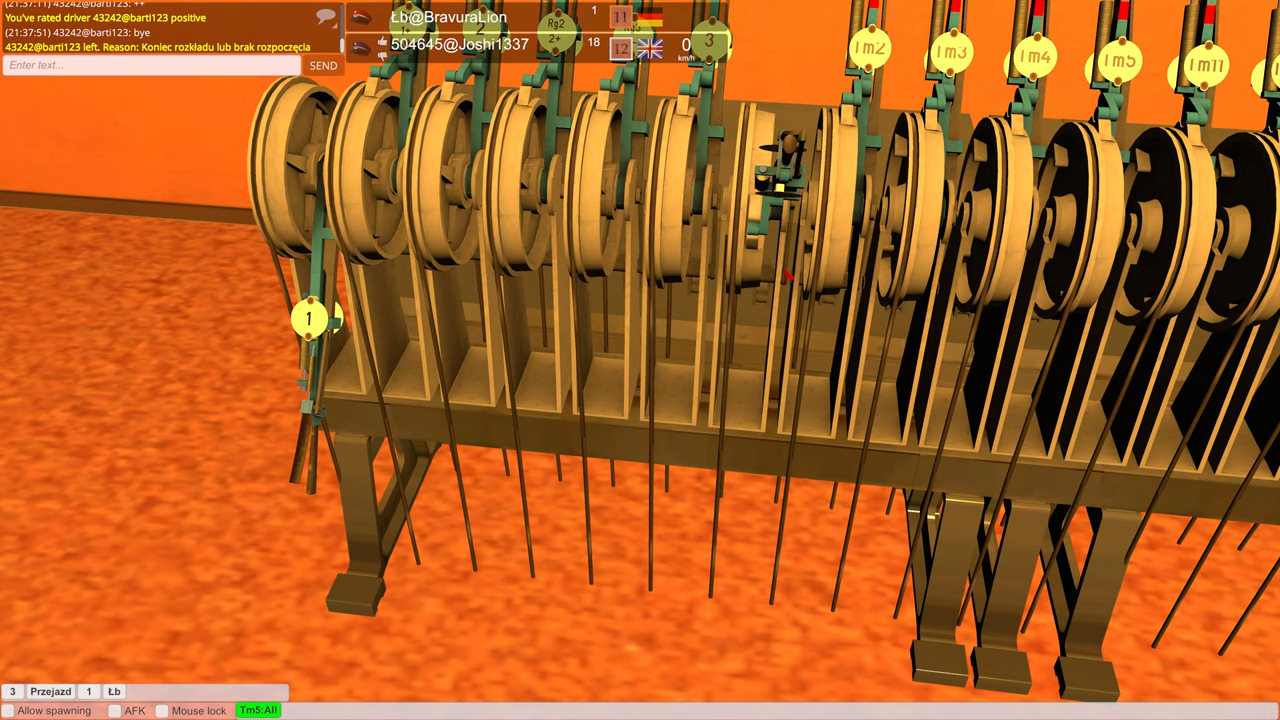 (21:37:11) 43242@barti123: ++
You've rated driver 43242@barti123 positive
(21:37:51) 43242@barti123: bye
43242@barti123 left. Reason: Koniec rozkładu lub brak rozpoczęcia
Enter text...
SEND
Łb@BravuraLion
1
11
504645@Joshi1337
18
12
0
km/h
1+
2
Rg2
2+
3
1m2
1m3
1m4
1m5
1m11
1
3
Przejazd
1
Łb
Allow spawning
AFK
Mouse lock
Tm5:All